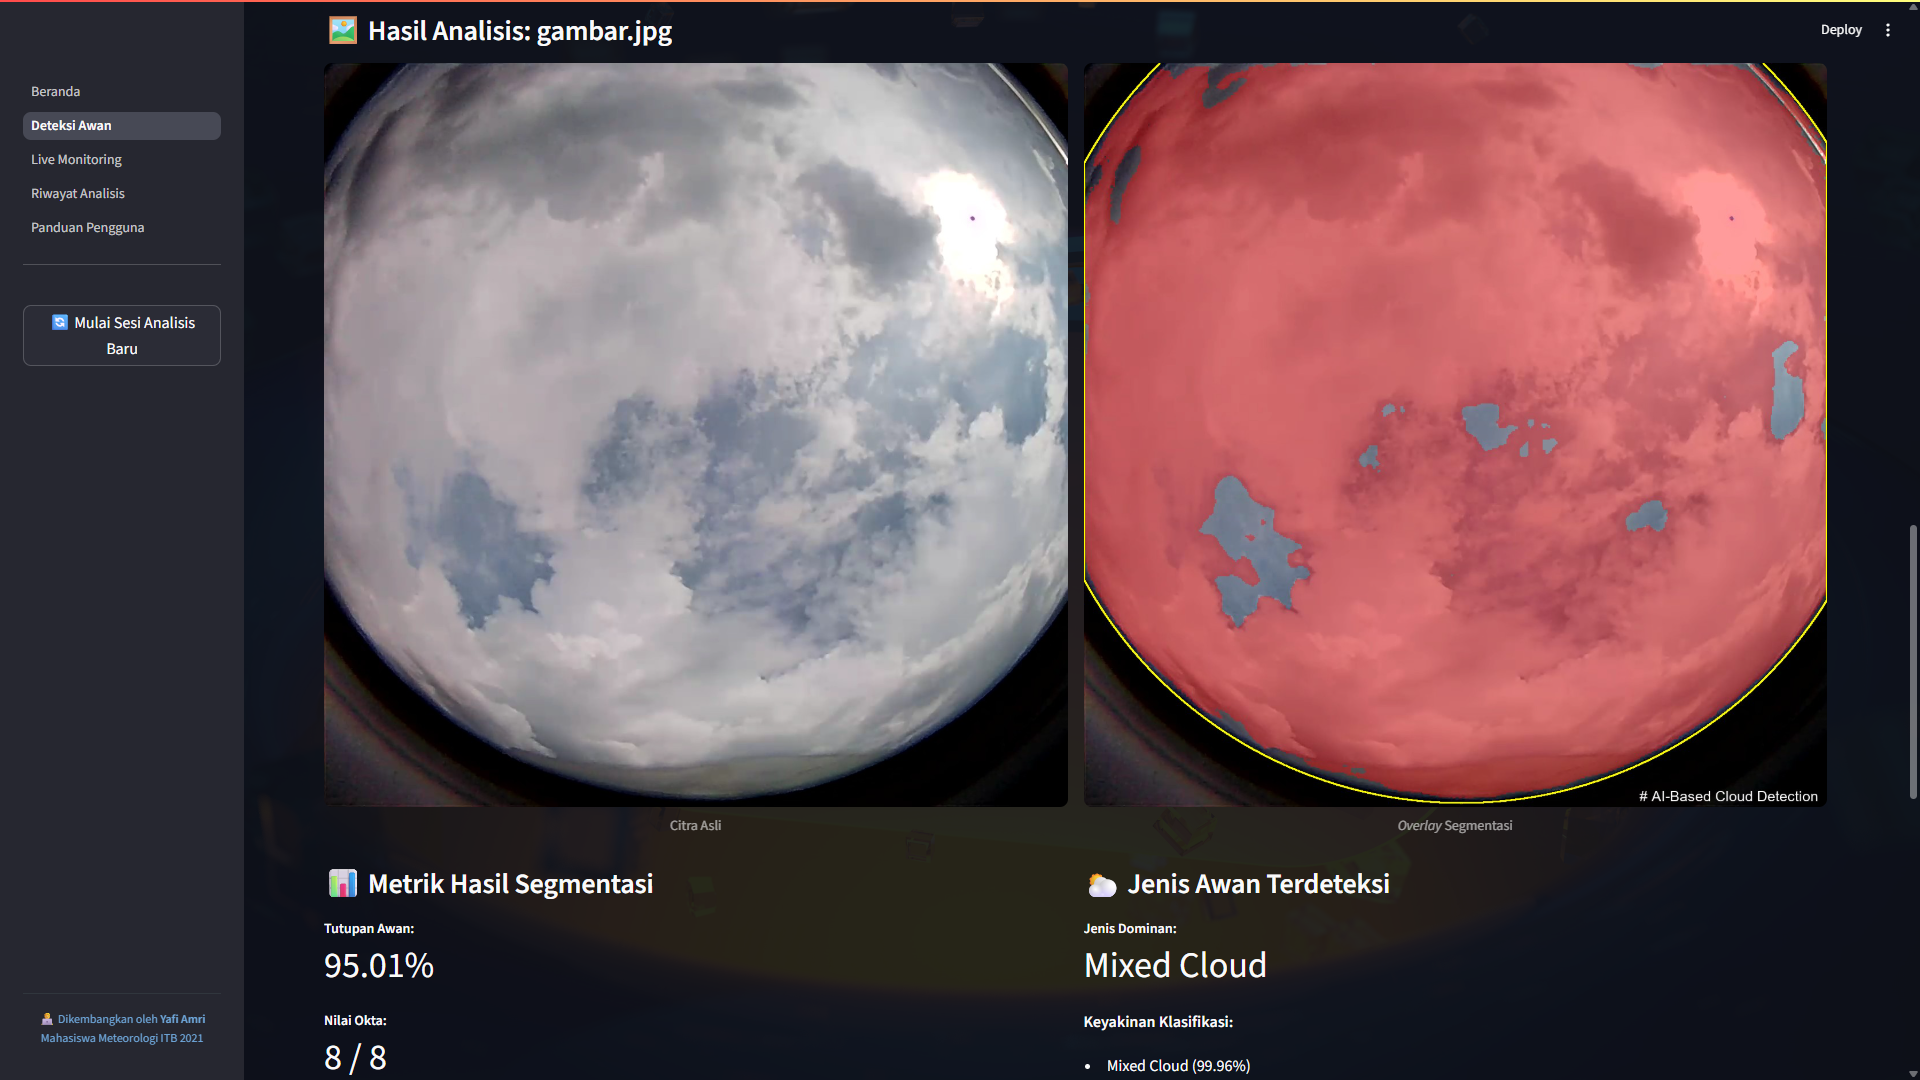 Hasil Analisis: gambar.jpg
Deploy
Beranda
Deteksi Awan
Live Monitoring
Riwayat Analisis
Panduan Pengguna
Mulai Sesi Analisis
Baru
# AI-Based Cloud Detection
Citra Asli
Overlay Segmentasi
Metrik Hasil Segmentasi
Tutupan Awan:
95.01%
Nilai Okta:
8 / 8
Jenis Awan Terdeteksi
Jenis Dominan:
Mixed Cloud
Keyakinan Klasifikasi:
• Mixed Cloud (99.96%)
Dikembangkan oleh Yafi Amri
Mahasiswa Meteorologi ITB 2021